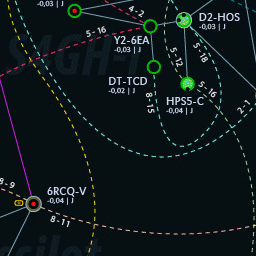 -0,03 | J
4-2
D2-HOS
-0,03 | J
5-16
Y2-6EA
-0,03 | J
5-12
5-18
DT-TCD
-0,02 | J
8-15
5-16
HPS5-C
-0,04 | J
2-1
8-9
6RCQ-V
-0,04 | J
8-11